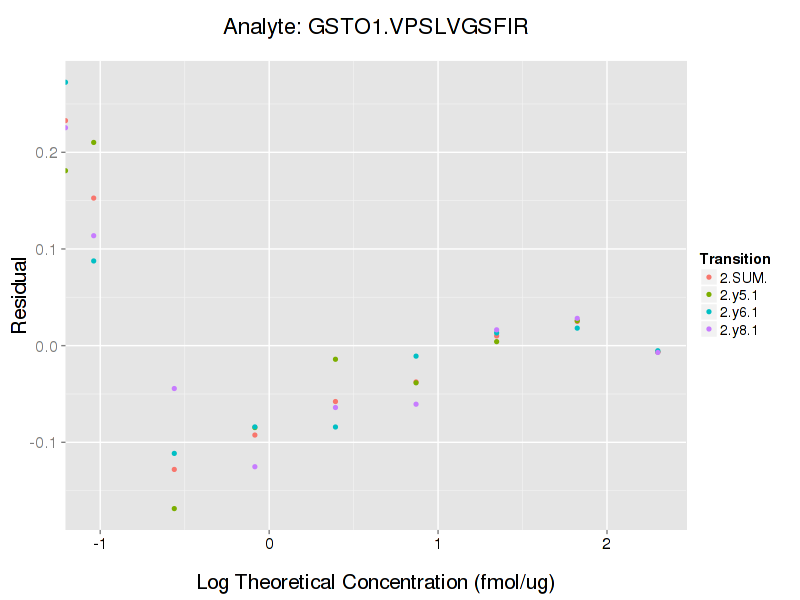 Analyte: GSTO1.VPSLVGSFIR
0.2
0.1
0.0
-0.1
Residual
-1
0
1
2
Log Theoretical Concentration (fmol/ug)
Transition
2.SUM.
2.y5.1
2.y6.1
2.y8.1